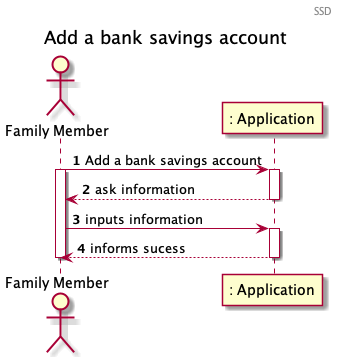 SSD
Add a bank savings account
Family Member
: Application
1 Add a bank savings account
2 ask information
3 inputs information
4 informs sucess
Family Member
: Application